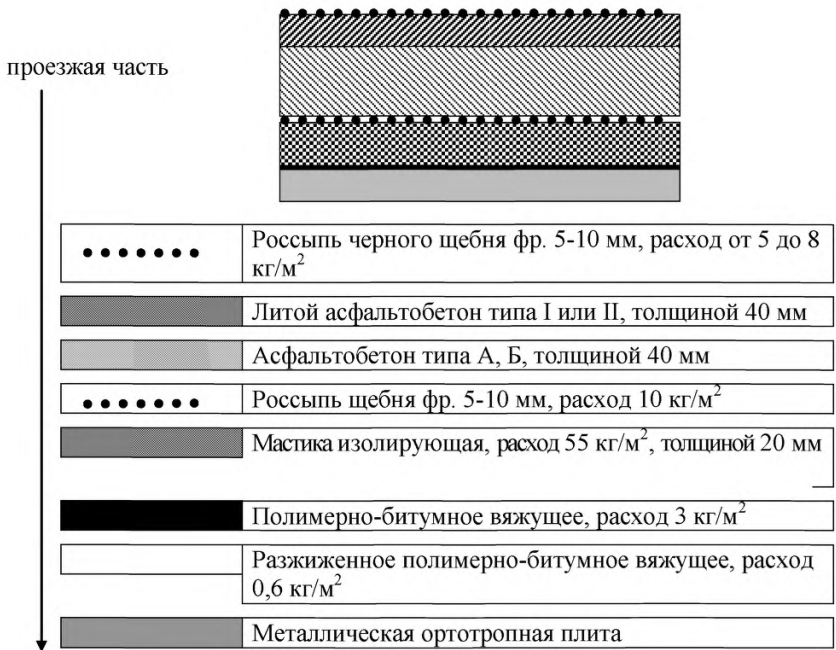 проезжая часть
Россыпь черного щебня фр. 5-10 мм, расход от 5 до 8
кг/м²
Литой асфальтобетон типа I или II, толщиной 40 мм
Асфальтобетон типа А, Б, толщиной 40 мм
Россыпь щебня фр. 5-10 мм, расход 10 кг/м²
Мастика изолирующая, расход 55 кг/м², толщиной 20 мм
Полимерно-битумное вяжущее, расход 3 кг/м²
Разжиженное полимерно-битумное вяжущее, расход
0,6 кг/м²
Металлическая ортотропная плита